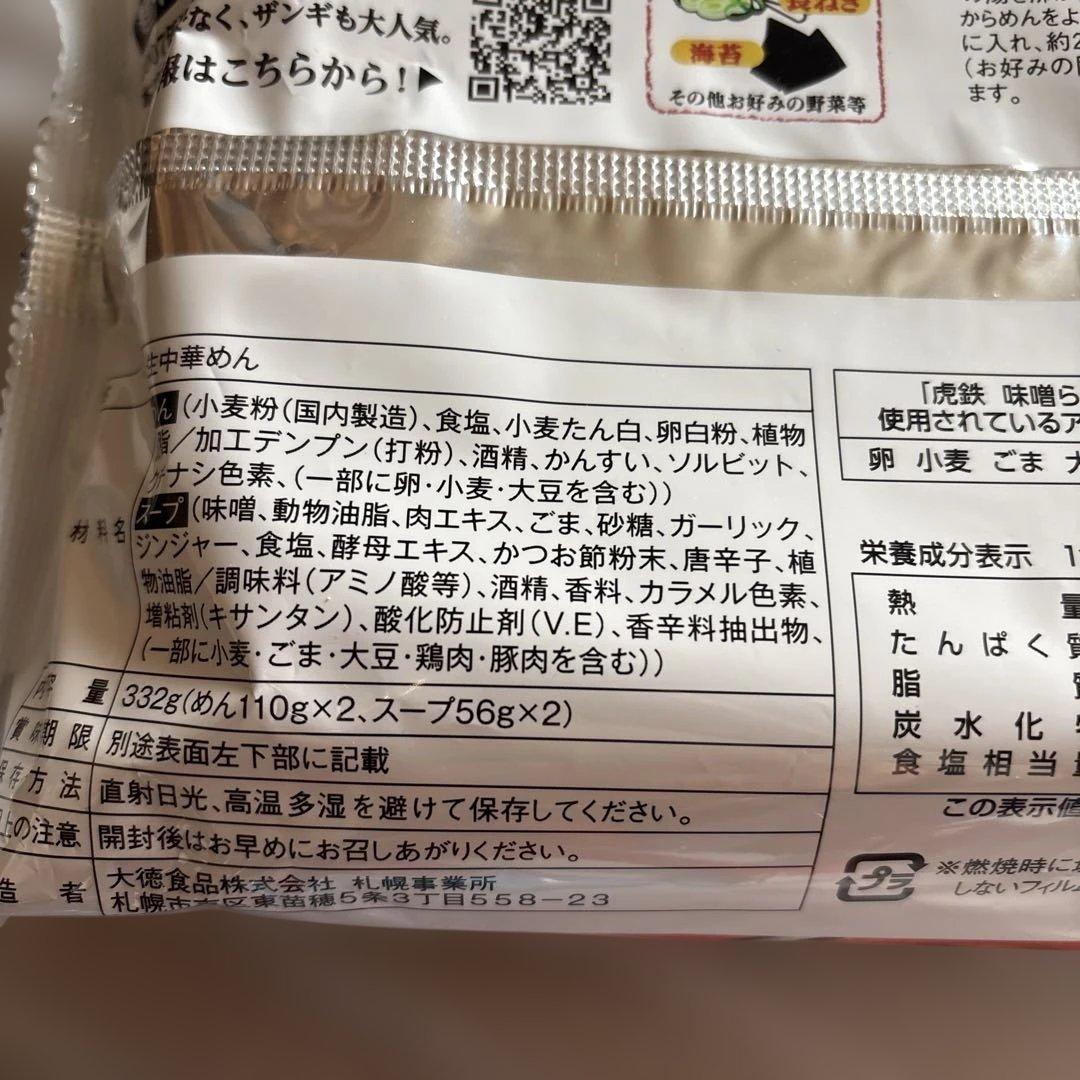 なく、ザンギも大人気。
はこちらから!▶
長ねぎ
海苔
その他お好みの野菜等
からめんをよ
に入れ、約2
(お好みの
ます。
生中華めん
材料名
ん(小麦粉(国内製造)、食塩、小麦たん白、卵白粉、植物
脂/加工デンプン(打粉)、酒精、かんすい、ソルビット、
クチナシ色素、(一部に卵・小麦・大豆を含む))
スープ(味噌、動物油脂、肉エキス、ごま、砂糖、ガーリック、
ジンジャー、食塩、酵母エキス、かつお節粉末、唐辛子、植
物油脂/調味料(アミノ酸等)、酒精、香料、カラメル色素、
増粘剤(キサンタン)、酸化防止剤(V.E)、香辛料抽出物、
(一部に小麦・ごま・大豆・鶏肉・豚肉を含む))
内容量 332g(めん110g×2、スープ56g×2)
賞味期限 別途表面左下部に記載
保存方法 直射日光、高温多湿を避けて保存してください。
上の注意 開封後はお早めにお召しあがりください。
造者 大徳食品株式会社 札幌事業所
札幌市東区東苗穂5条3丁目558-23
「虎鉄 味噌ら
使用されているア
卵 小麦 ごま 大
栄養成分表示 1
熱量
たんぱく質
脂質
炭水化物
食塩相当量
この表示値
プラ
※燃焼時に
しないフィルム